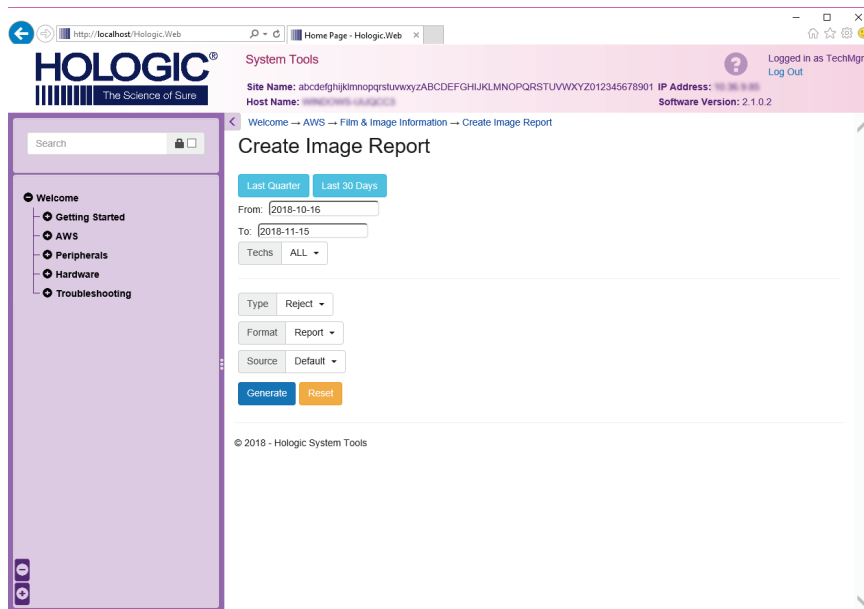 http://localhost/Hologic.Web
Home Page - Hologic.Web
HOLOGIC®
The Science of Sure
System Tools
Logged in as TechMgr
Log Out
Site Name: abcdefghijklmnopqrstuvwxyzABCDEFGHIJKLMNOPQRSTUVWXYZ012345678901 IP Address:
Host Name:
Software Version: 2.1.0.2
Welcome → AWS → Film & Image Information → Create Image Report
Search
Create Image Report
Last Quarter Last 30 Days
From: 2018-10-16
To: 2018-11-15
Techs ALL
Welcome
Getting Started
AWS
Peripherals
Hardware
Troubleshooting
Type Reject
Format Report
Source Default
Generate Reset
© 2018 - Hologic System Tools